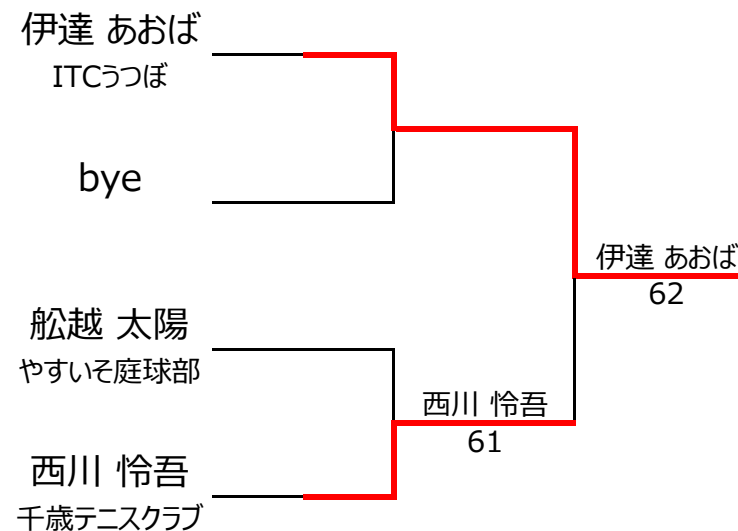 伊達 あおば
ITCうつぼ
bye
舩越 太陽
やすいそ庭球部
西川 怜吾
千歳テニスクラブ
西川 怜吾
61
伊達 あおば
62